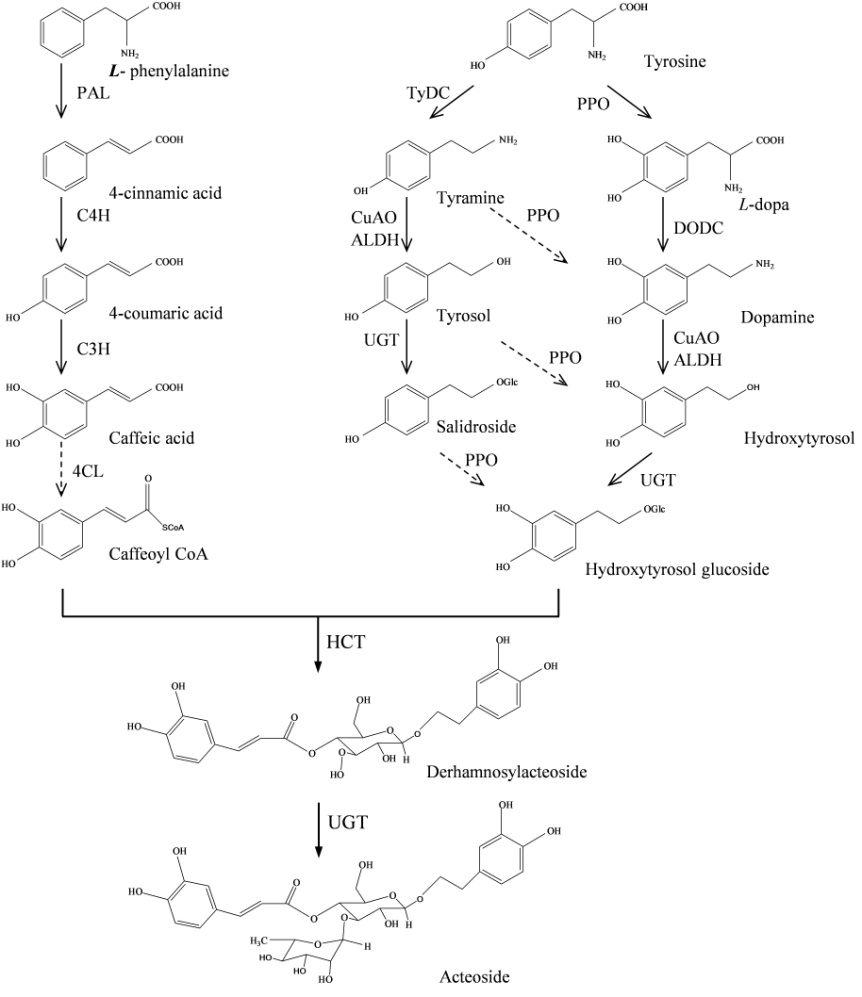 COOH
NH₂
L- phenylalanine
PAL
COOH
4-cinnamic acid
C4H
COOH
HO
4-coumaric acid
C3H
HO
COOH
HO
Caffeic acid
4CL
HO
O
SCoA
HO
Caffeoyl CoA
COOH
HO
NH₂
Tyrosine
TyDC
PPO
NH₂
OH
Tyramine
CuAO
ALDH
PPO
HO
COOH
HO
NH₂
L-dopa
DODC
OH
HO
Tyrosol
UGT
PPO
HO
NH₂
HO
Dopamine
CuAO
ALDH
OGlc
HO
Salidroside
PPO
HO
OH
HO
Hydroxytyrosol
UGT
HO
OGlc
HO
Hydroxytyrosol glucoside
HCT
OH
OH
OH
HO
O
OH
O
O
O
O
HO
OH
H
Derhamnosylacteoside
UGT
OH
OH
OH
HO
O
OH
O
O
O
O
OH
H
H₃C
O
H
HO
HO
OH
HO
Acteoside